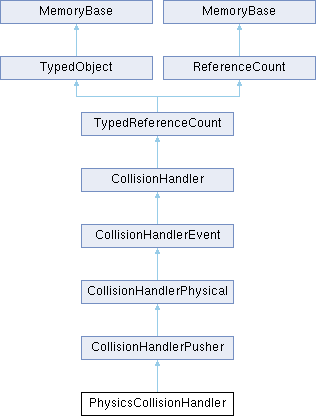 MemoryBase MemoryBase
TypedObject ReferenceCount
TypedReferenceCount
CollisionHandler
CollisionHandlerEvent
CollisionHandlerPhysical
CollisionHandlerPusher
PhysicsCollisionHandler